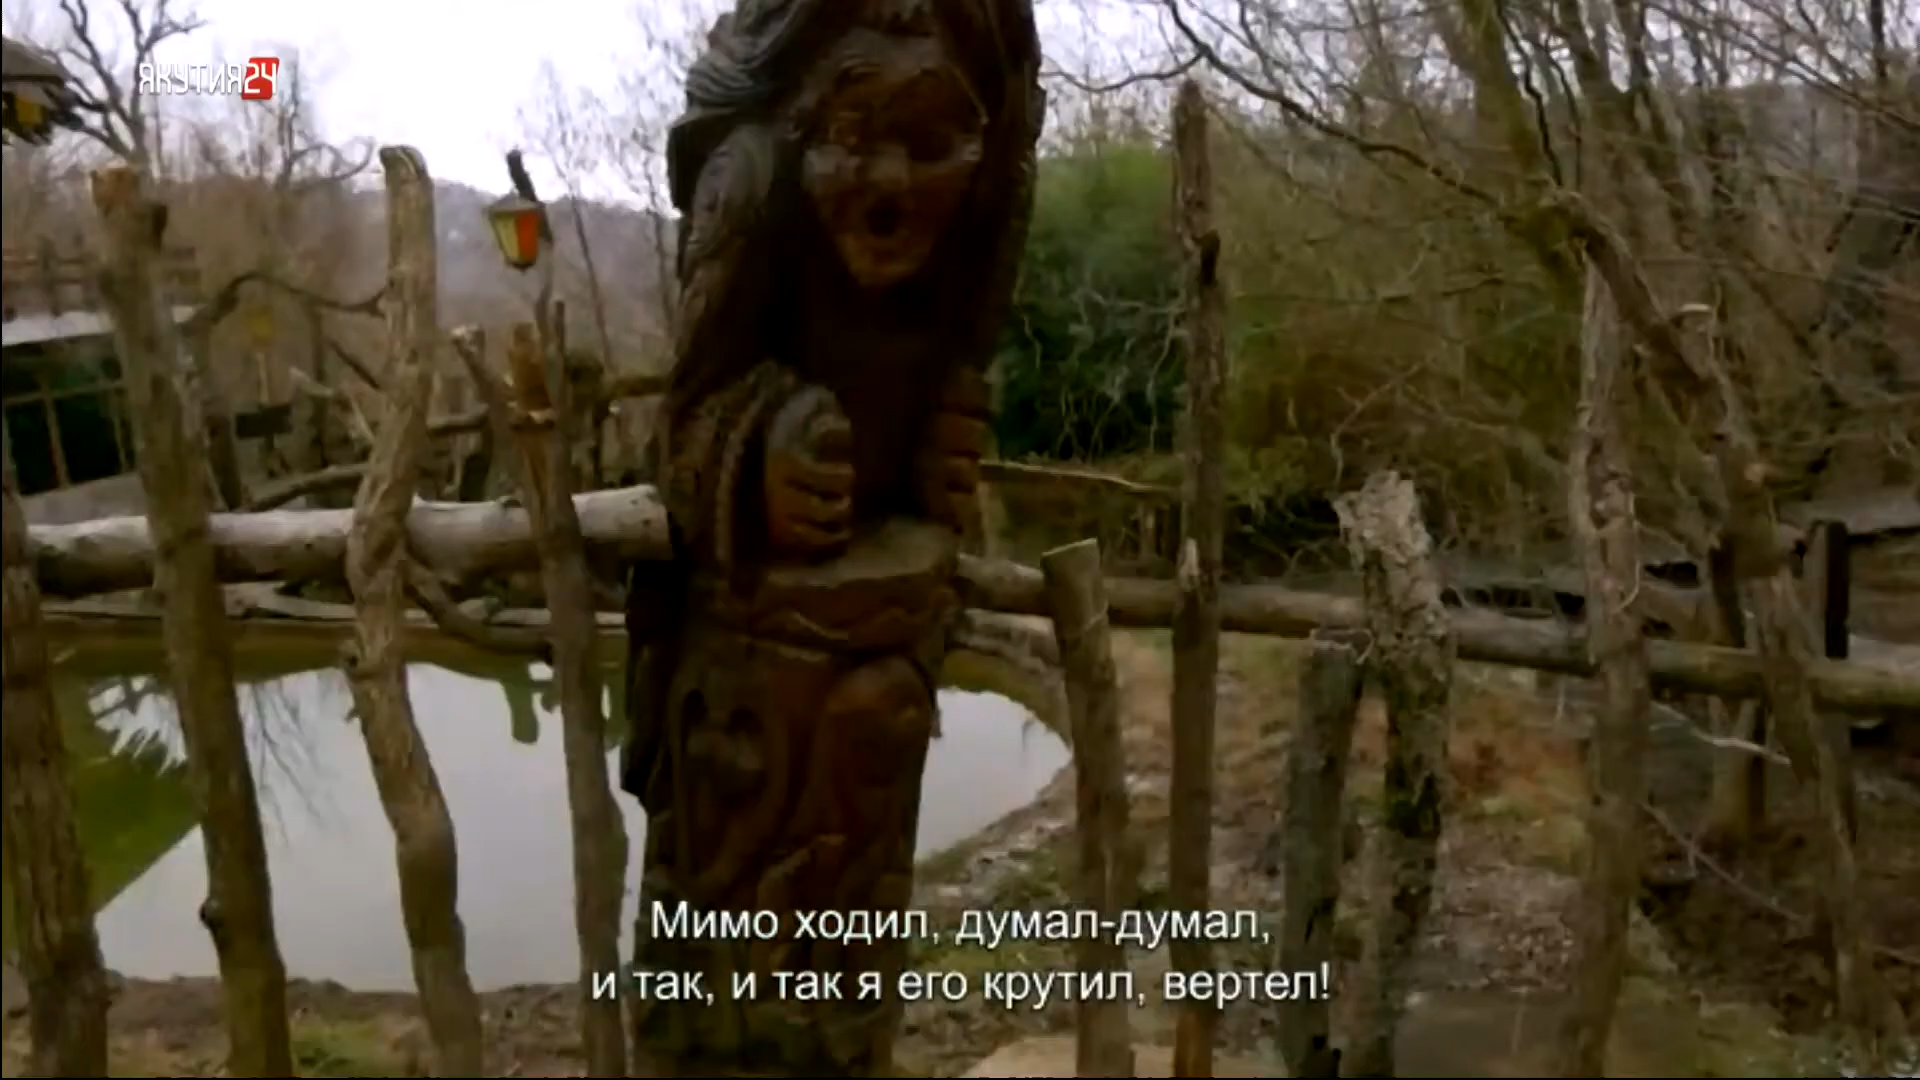 ЯКУТИЯ24
Мимо ходил, думал-думал,
и так, и так я его крутил, вертел!